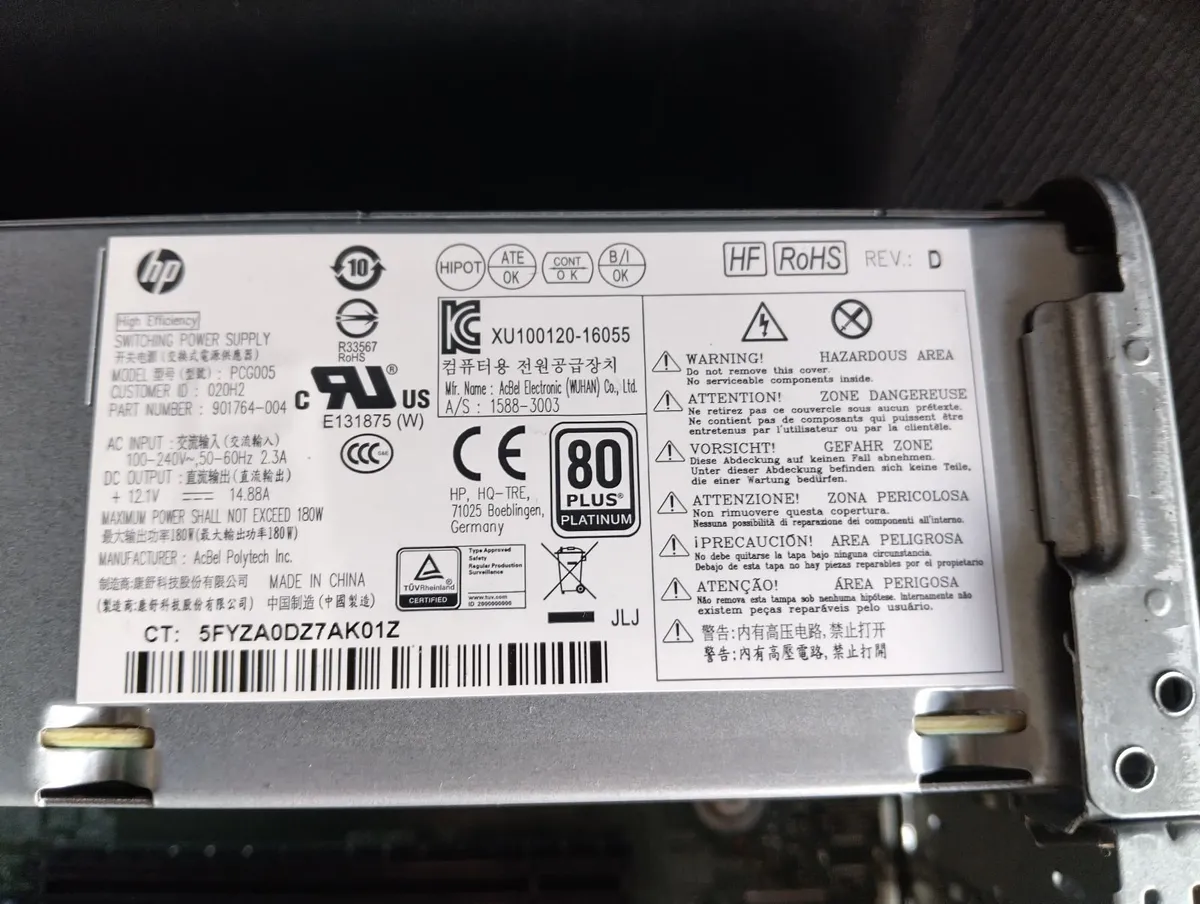 hp
High Efficiency
SWITCHING POWER SUPPLY
开关电源(交換式電源供應器)
MODEL 型号(型號): PCG005
CUSTOMER ID : 020H2
PART NUMBER : 901764-004
AC INPUT : 交流输入(交流輸入)
100-240V~,50-60Hz 2.3A
DC OUTPUT : 直流输出(直流輸出)
+ 12.1V ⎓ 14.88A
MAXIMUM POWER SHALL NOT EXCEED 180W
最大输出功率180W(最大輸出功率180W)
MANUFACTURER : AcBel Polytech Inc.
制造商:康舒科技股份有限公司 MADE IN CHINA
(製造商:康舒科技股份有限公司) 中国制造(中國製造)
CT: 5FYZA0DZ7AK01Z
10
R33567
RoHS
C RU ® US
E131875 (W)
CCC
HIPOT
ATE OK
CONT OK
B/I OK
HF RoHS REV.: D
KC XU100120-16055
컴퓨터용 전원공급장치
Mfr. Name : AcBel Electronic (WUHAN) Co., Ltd.
A/S : 1588-3003
CE
HP, HQ-TRE,
71025 Boeblingen,
Germany
80
PLUS®
PLATINUM
TÜVRheinland®
CERTIFIED
Type Approved
Safety
Regular Production
Surveillance
www.tuv.com
ID 2000000000
JLJ
WARNING! HAZARDOUS AREA
Do not remove this cover.
No serviceable components inside.
ATTENTION! ZONE DANGEREUSE
Ne retirez pas ce couvercle sous aucun prétexte.
Ne contient pas de composants qui puissent être
entretenus par l'utilisateur ou par la clientèle.
VORSICHT! GEFAHR ZONE
Diese Abdeckung auf keinen Fall abnehmen.
Unter dieser Abdeckung befinden sich keine Teile,
die einer Wartung bedürfen.
ATTENZIONE! ZONA PERICOLOSA
Non rimuovere questa copertura.
Nessuna possibilità di reparazione dei componenti all'interno.
¡PRECAUCIÓN! AREA PELIGROSA
No debe quitarse la tapa bajo ninguna circunstancia.
Debajo de esta tapa no hay piezas reparables por el propietario
ATENÇÃO! ÁREA PERIGOSA
Não remova esta tampa sob nenhuma hipótese. Internamente não
existem peças reparáveis pelo usuário.
警告:内有高压电路,禁止打开
警告:內有高壓電路,禁止打開